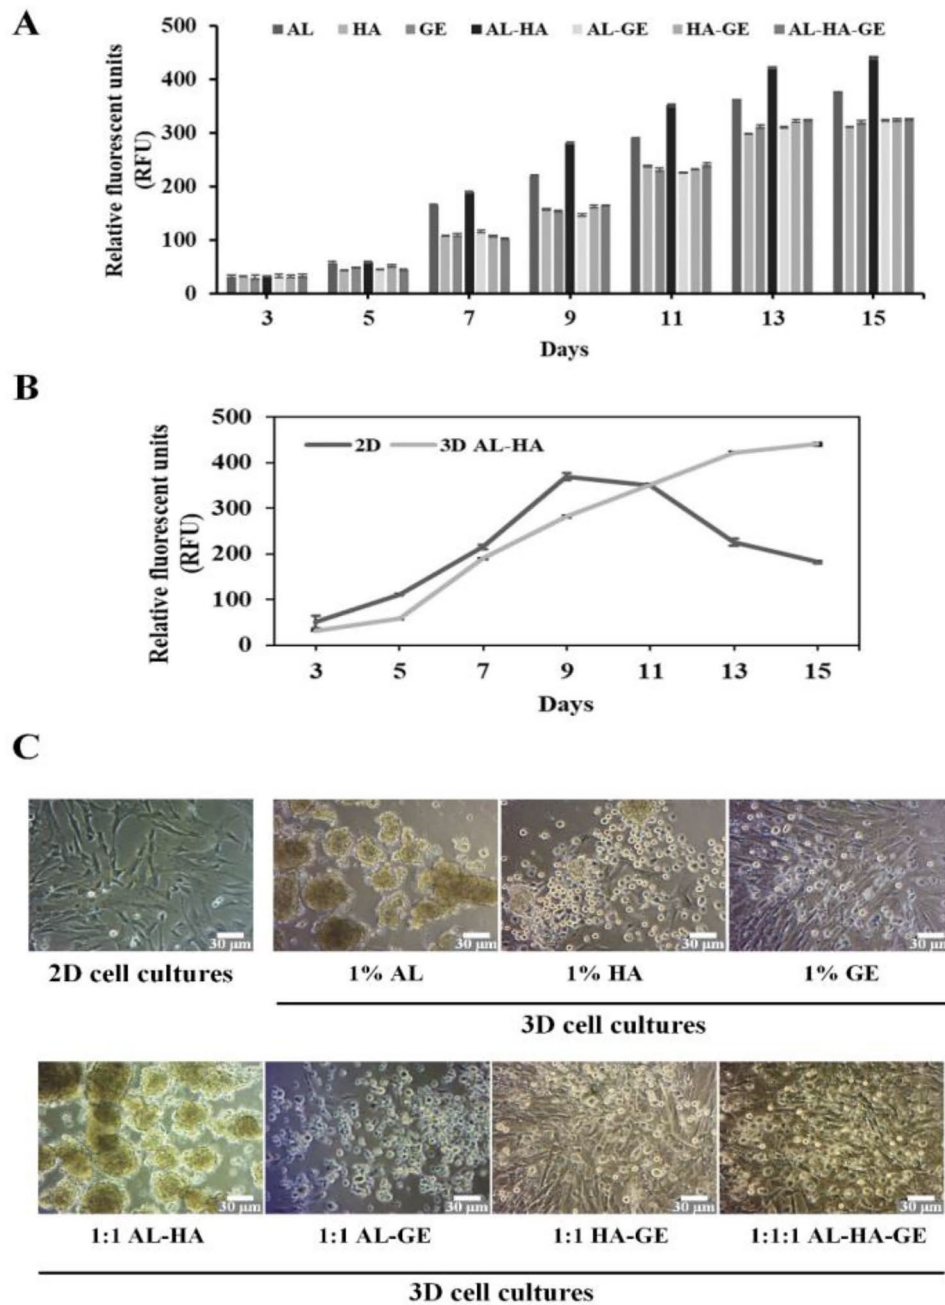 A
500
AL HA GE AL-HA AL-GE HA-GE AL-HA-GE
400
300
200
100
0
Relative fluorescent units
(RFU)
3 5 7 9 11 13 15
Days
B
500
2D 3D AL-HA
400
300
200
100
0
Relative fluorescent units
(RFU)
3 5 7 9 11 13 15
Days
C
30 µm 30 µm 30 µm 30 µm
2D cell cultures 1% AL 1% HA 1% GE
3D cell cultures
30 µm 30 µm 30 µm 30 µm
1:1 AL-HA 1:1 AL-GE 1:1 HA-GE 1:1:1 AL-HA-GE
3D cell cultures